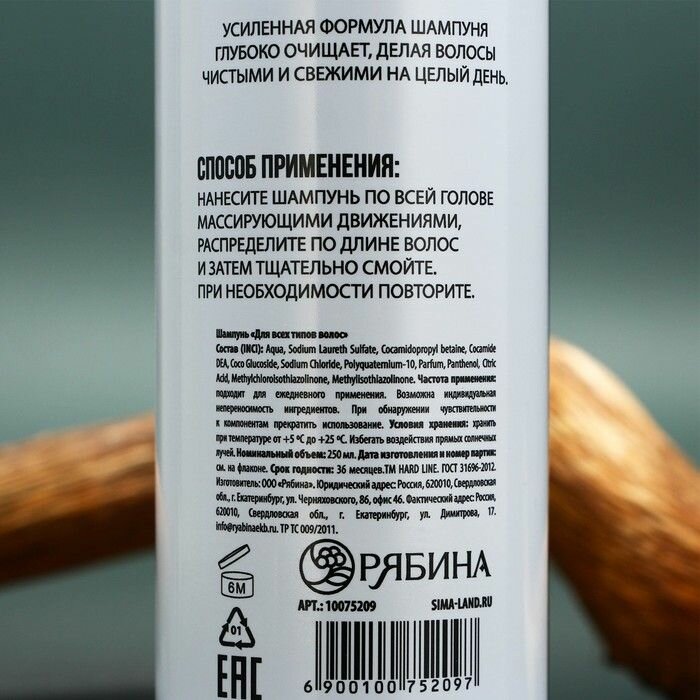 УСИЛЕННАЯ ФОРМУЛА ШАМПУНЯ
ГЛУБОКО ОЧИЩАЕТ, ДЕЛАЯ ВОЛОСЫ
ЧИСТЫМИ И СВЕЖИМИ НА ЦЕЛЫЙ ДЕНЬ.
СПОСОБ ПРИМЕНЕНИЯ:
НАНЕСИТЕ ШАМПУНЬ ПО ВСЕЙ ГОЛОВЕ
МАССИРУЮЩИМИ ДВИЖЕНИЯМИ,
РАСПРЕДЕЛИТЕ ПО ДЛИНЕ ВОЛОС
И ЗАТЕМ ТЩАТЕЛЬНО СМОЙТЕ.
ПРИ НЕОБХОДИМОСТИ ПОВТОРИТЕ.
Шампунь «Для всех типов волос»
Состав (INCI): Aqua, Sodium Laureth Sulfate, Cocamidopropyl betaine, Cocamide
DEA, Coco Glucoside, Sodium Chloride, Polyquaternium-10, Parfum, Panthenol, Citric
Acid, Methylchloroisothiazolinone, Methylisothiazolinone. Частота применения:
подходит для ежедневного применения. Возможна индивидуальная
непереносимость ингредиентов. При обнаружении чувствительности
к компонентам прекратить использование. Условия хранения: хранить
при температуре от +5 °С до +25 °С. Избегать воздействия прямых солнечных
лучей. Номинальный объем: 250 мл. Дата изготовления и номер партии:
см. на флаконе. Срок годности: 36 месяцев.ТМ HARD LINE. ГОСТ 31696-2012.
Изготовитель: ООО «Рябина». Юридический адрес: Россия, 620010, Свердловская
обл., г. Екатеринбург, ул. Черняховского, 86, офис 46. Фактический адрес: Россия,
620010, Свердловская обл., г. Екатеринбург, ул. Димитрова, 17.
info@ryabinaekb.ru. ТР ТС 009/2011.
РЯБИНА
6М
АРТ.: 10075209 SIMA-LAND.RU
01
ЕАС
6 900100 752097